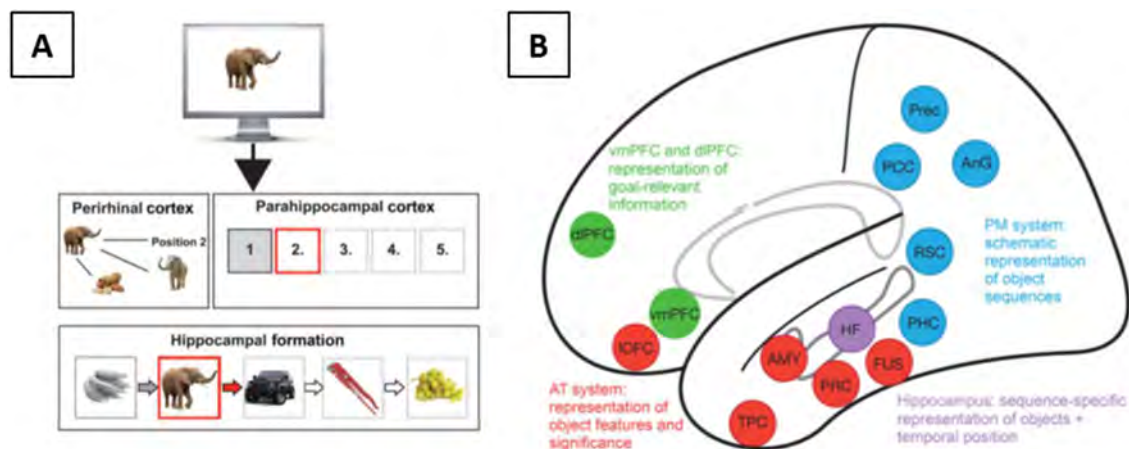 A
Perirhinal cortex
Position 2
Parahippocampal cortex
1
2.
3.
4.
5.
Hippocampal formation
B
vmPFC and dlPFC:
representation of
goal-relevant
information
dlPFC
vmPFC
lOFC
AT system:
representation of
object features and
significance
Prec
PCC
AnG
RSC
PHC
PM system:
schematic
representation
of object
sequences
HF
AMY
PRC
FUS
TPC
Hippocampus: sequence-specific
representation of objects +
temporal position